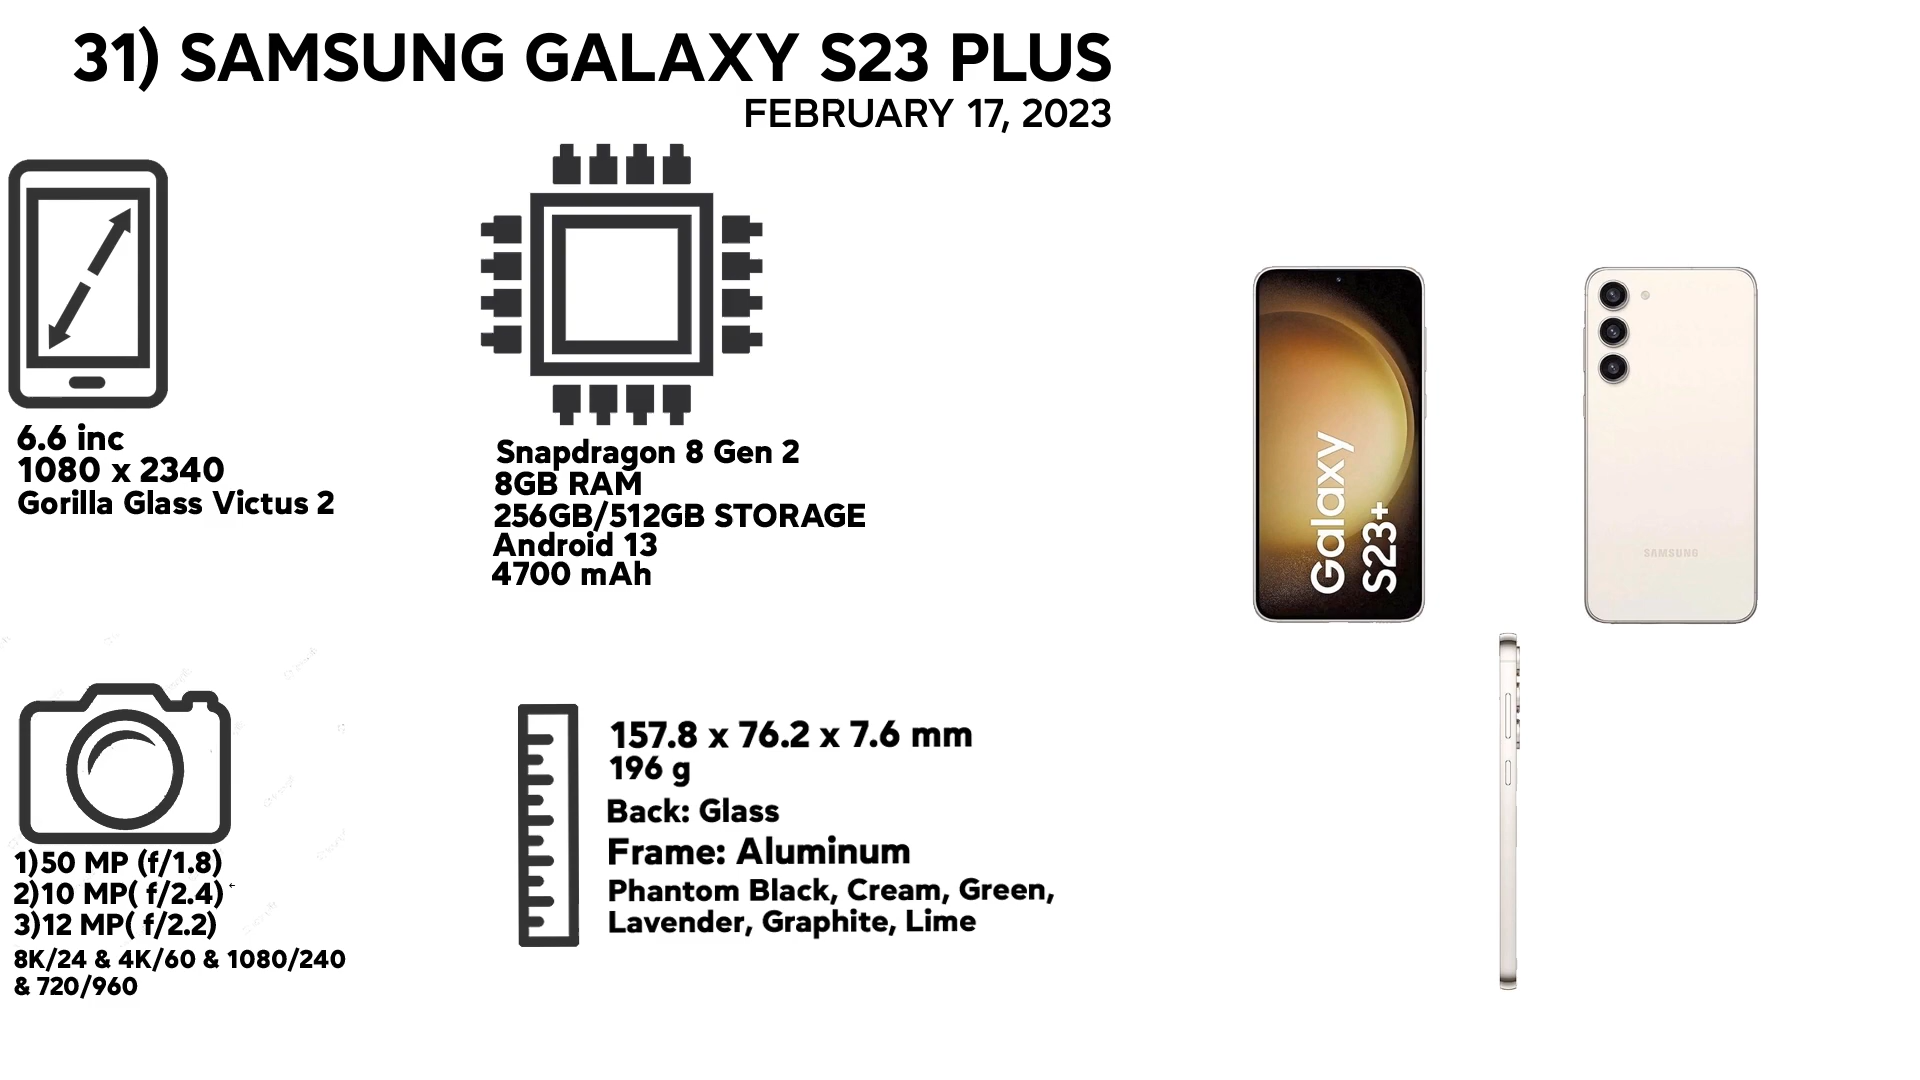 31) SAMSUNG GALAXY S23 PLUS
FEBRUARY 17, 2023
6.6 inc
1080 x 2340
Gorilla Glass Victus 2
Snapdragon 8 Gen 2
8GB RAM
256GB/512GB STORAGE
Android 13
4700 mAh
Galaxy
S23+
SAMSUNG
1)50 MP (f/1.8)
2)10 MP( f/2.4)
3)12 MP( f/2.2)
8K/24 & 4K/60 & 1080/240
& 720/960
157.8 x 76.2 x 7.6 mm
196 g
Back: Glass
Frame: Aluminum
Phantom Black, Cream, Green,
Lavender, Graphite, Lime